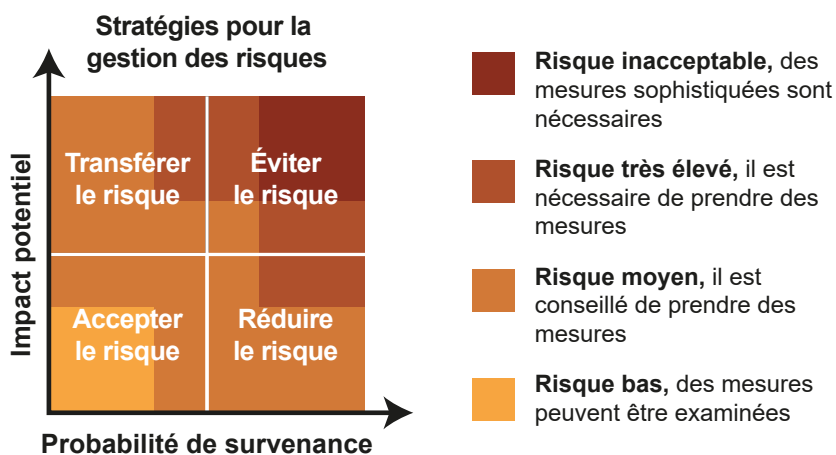 Stratégies pour la
gestion des risques
Impact potentiel
Transférer
le risque
Éviter
le risque
Accepter
le risque
Réduire
le risque
Probabilité de survenance
Risque inacceptable, des
mesures sophistiquées sont
nécessaires
Risque très élevé, il est
nécessaire de prendre des
mesures
Risque moyen, il est
conseillé de prendre des
mesures
Risque bas, des mesures
peuvent être examinées